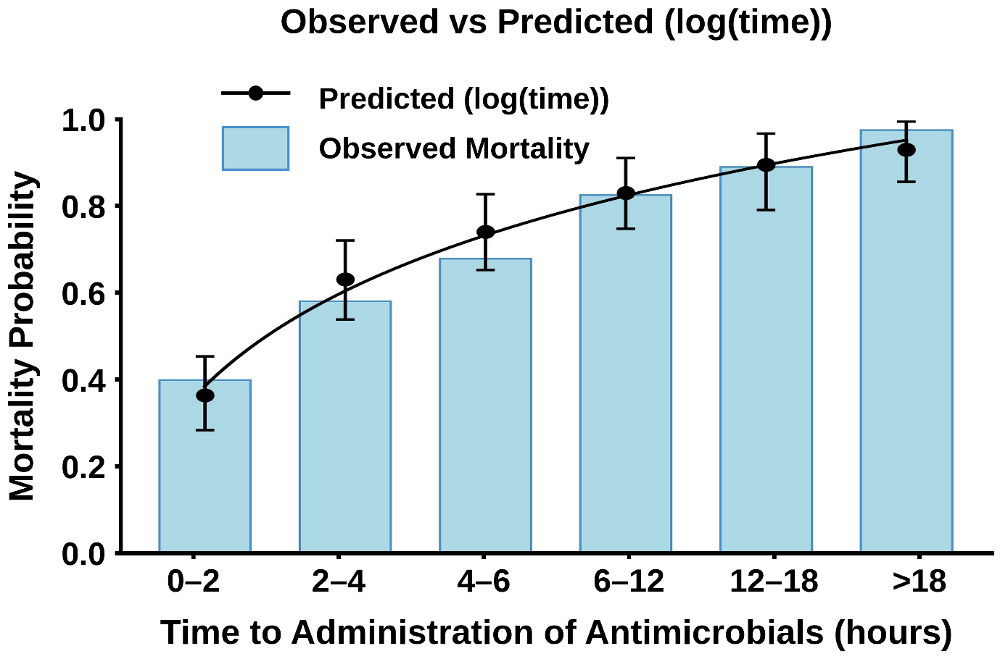 Observed vs Predicted (log(time))
Predicted (log(time))
Observed Mortality
Mortality Probability
1.0
0.8
0.6
0.4
0.2
0.0
0–2 2–4 4–6 6–12 12–18 >18
Time to Administration of Antimicrobials (hours)